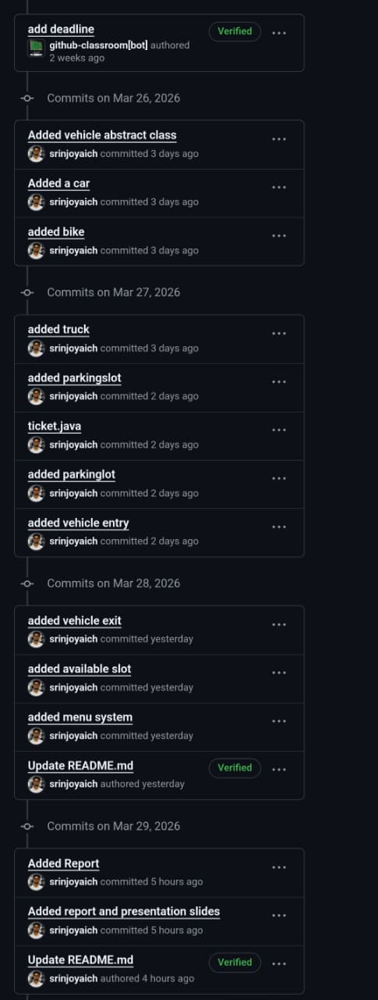 add deadline
Verified
github-classroom[bot] authored
2 weeks ago
Commits on Mar 26, 2026
Added vehicle abstract class
srinjoyaich committed 3 days ago
Added a car
srinjoyaich committed 3 days ago
added bike
srinjoyaich committed 3 days ago
Commits on Mar 27, 2026
added truck
srinjoyaich committed 3 days ago
added parkingslot
srinjoyaich committed 2 days ago
ticket.java
srinjoyaich committed 2 days ago
added parkinglot
srinjoyaich committed 2 days ago
added vehicle entry
srinjoyaich committed 2 days ago
Commits on Mar 28, 2026
added vehicle exit
srinjoyaich committed yesterday
added available slot
srinjoyaich committed yesterday
added menu system
srinjoyaich committed yesterday
Update README.md
Verified
srinjoyaich authored yesterday
Commits on Mar 29, 2026
Added Report
srinjoyaich committed 5 hours ago
Added report and presentation slides
srinjoyaich committed 5 hours ago
Update README.md
Verified
srinjoyaich authored 4 hours ago